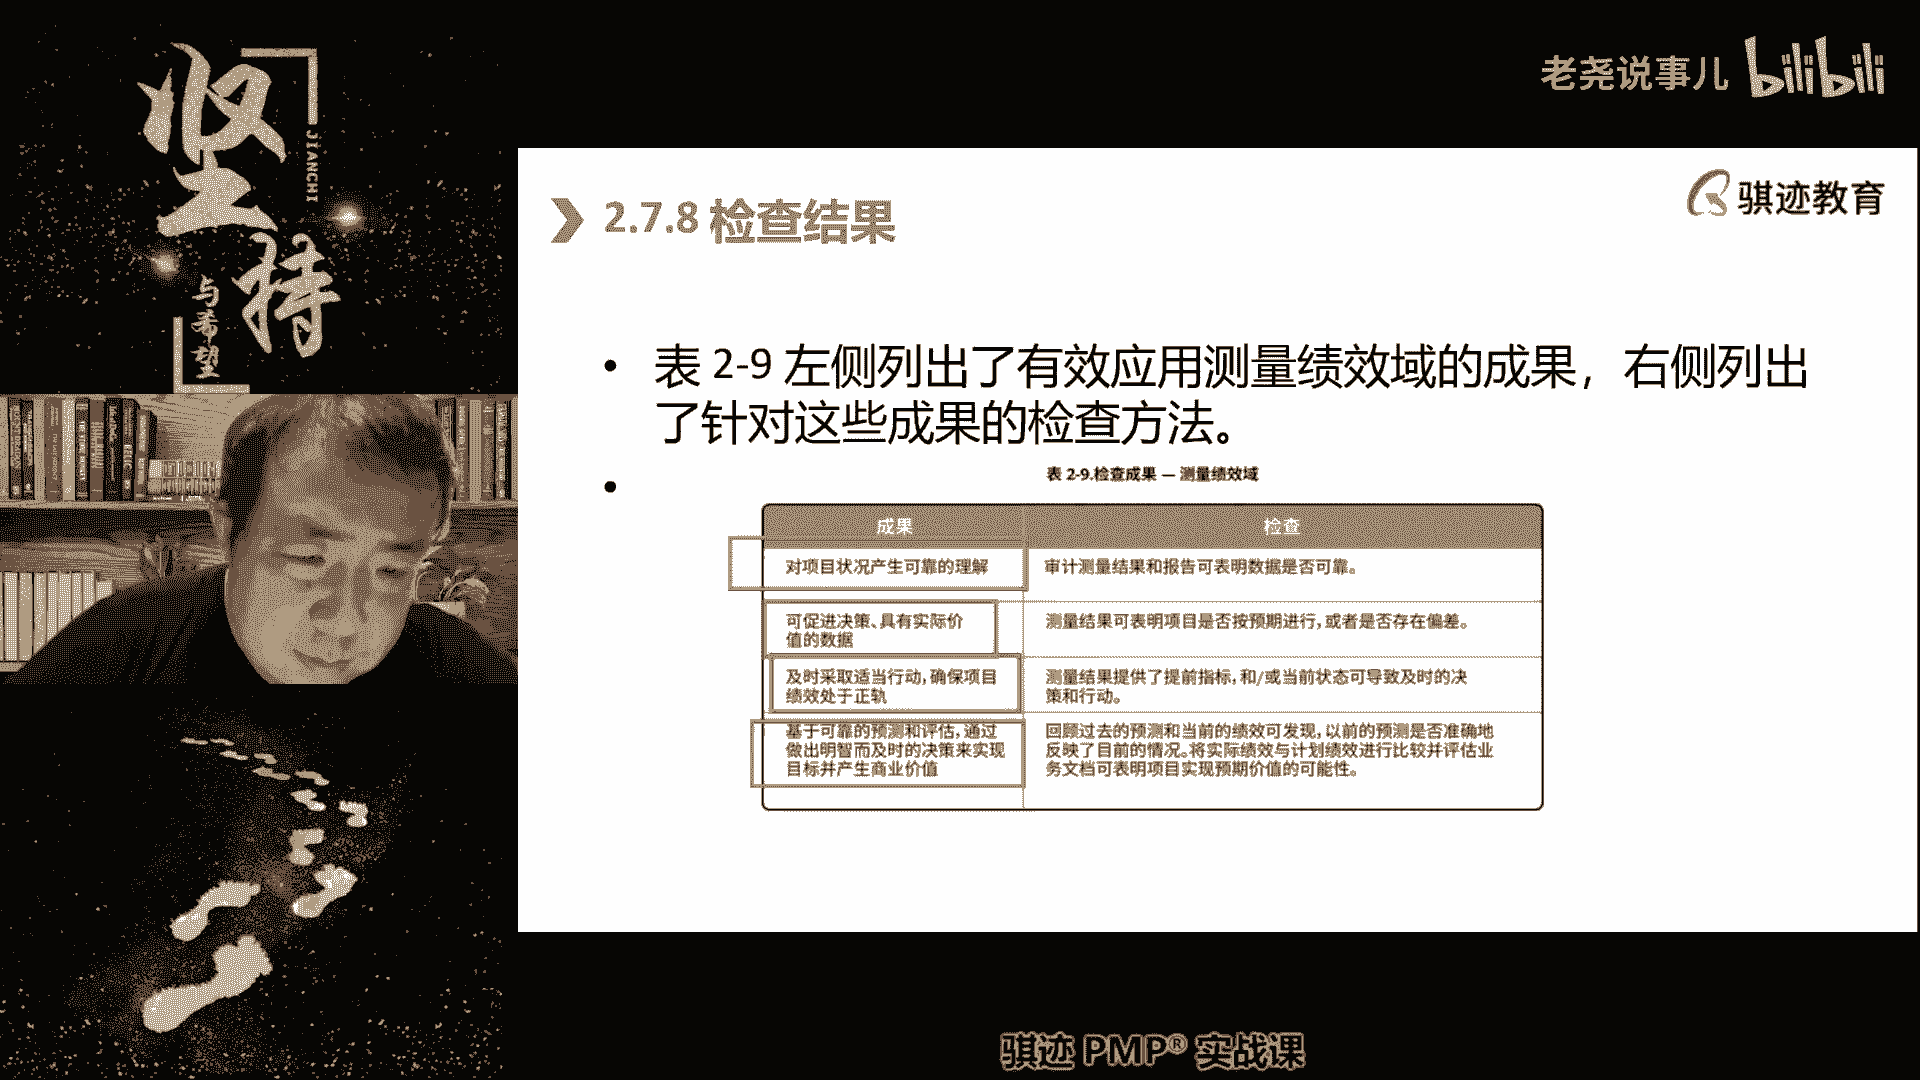 坚持
JIANCHI
与希望
老尧说事儿 bilibili
骐迹教育
2.7.8 检查结果
• 表 2-9 左侧列出了有效应用测量绩效域的成果，右侧列出
了针对这些成果的检查方法。
•
表 2-9.检查成果 — 测量绩效域
成果 检查
对项目状况产生可靠的理解 审计测量结果和报告可表明数据是否可靠。
可促进决策、具有实际价
值的数据
测量结果可表明项目是否按预期进行，或者是否存在偏差。
及时采取适当行动，确保项目
绩效处于正轨
测量结果提供了提前指标，和/或当前状态可导致及时的决
策和行动。
基于可靠的预测和评估，通过
做出明智而及时的决策来实现
目标并产生商业价值
回顾过去的预测和当前的绩效可发现，以前的预测是否准确地
反映了目前的情况。将实际绩效与计划绩效进行比较并评估业
务文档可表明项目实现预期价值的可能性。
骐迹 PMP® 实战课